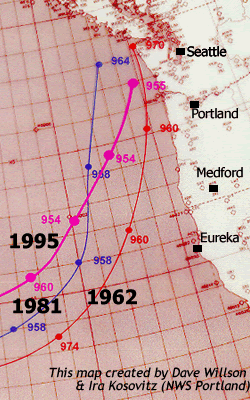 970
Seattle
964
955
Portland
960
954
958
Medford
954
960
Eureka
1995
958
960
1981
1962
958
974
This map created by Dave Willson
& Ira Kosovitz (NWS Portland)